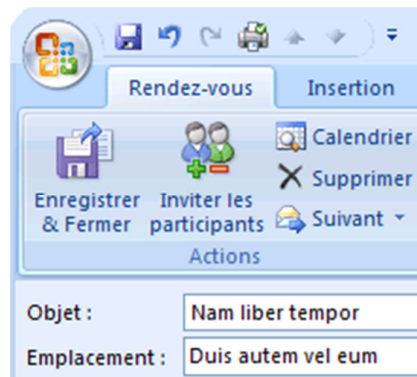 Rendez-vous Insertion
Calendrier
Supprimer
Suivant
Enregistrer
& Fermer
Inviter les
participants
Actions
Objet : Nam liber tempor
Emplacement : Duis autem vel eum